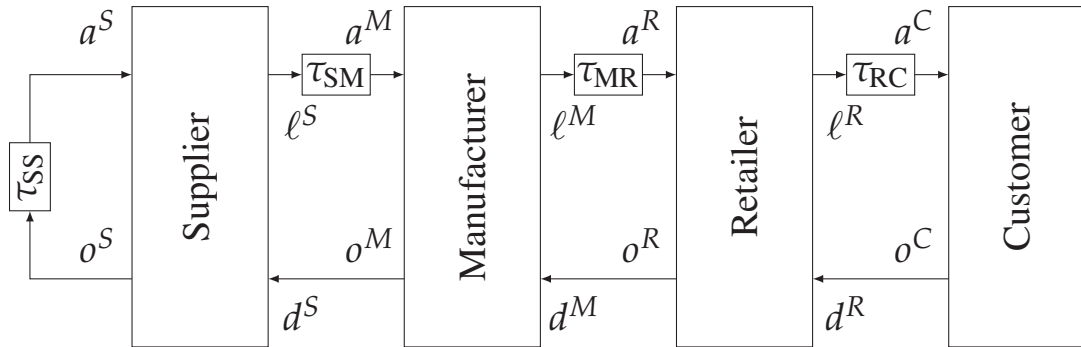 a^S a^M a^R a^C
τ_SM τ_MR τ_RC
ℓ^S ℓ^M ℓ^R
τ_SS
Supplier
Manufacturer
Retailer
Customer
o^S o^M o^R o^C
d^S d^M d^R